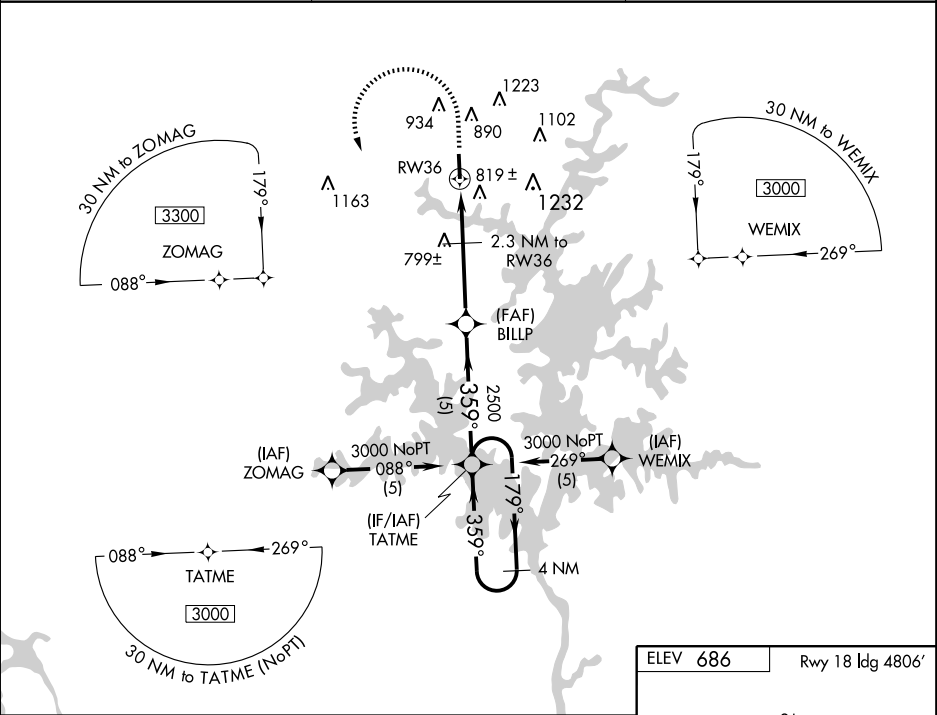 1223
934
890
1102
RW36
819 ±
1163
1232
799±
2.3 NM to
RW36
30 NM to ZOMAG
179°
3300
ZOMAG
088°
30 NM to WEMIX
179°
3000
WEMIX
269°
(FAF)
BILLP
2500
359°
(5)
(IAF)
ZOMAG
3000 NoPT
088°
(5)
3000 NoPT
269°
(5)
(IAF)
WEMIX
(IF/IAF)
TATME
359°
179°
4 NM
088°
269°
TATME
3000
30 NM to TATME (NoPT)
ELEV 686
Rwy 18 ldg 4806'